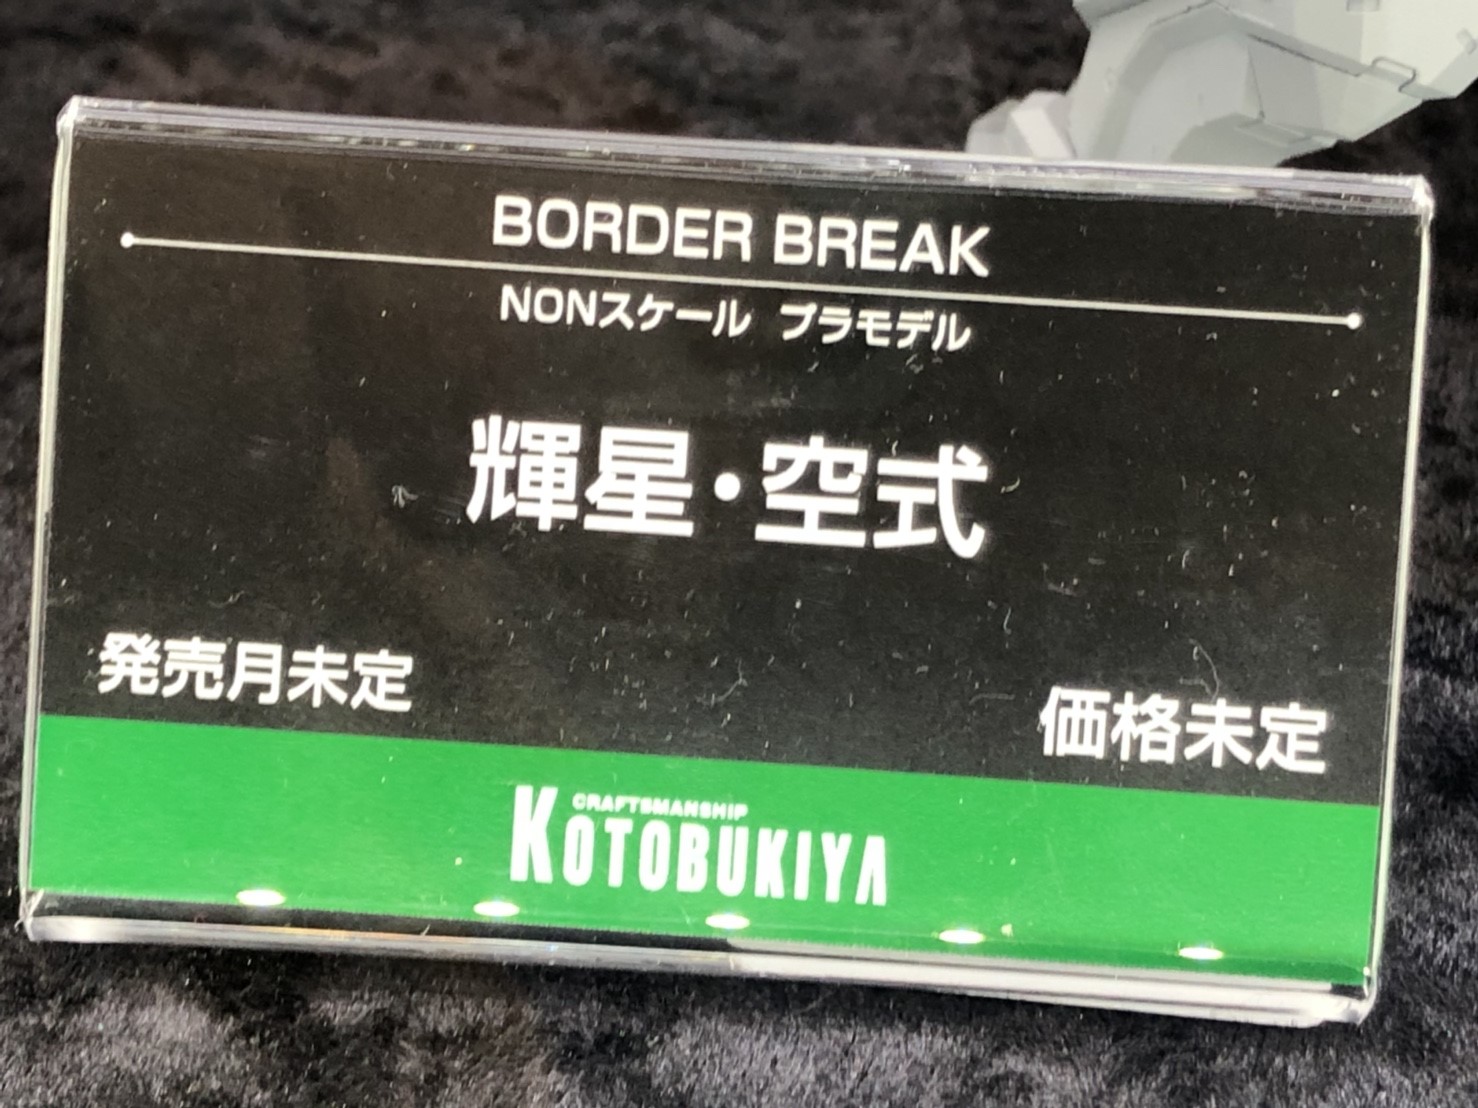 BORDER BREAK
NONスケール プラモデル
輝星・空式
発売月未定
価格未定
CRAFTSMANSHIP
KOTOBUKIYA